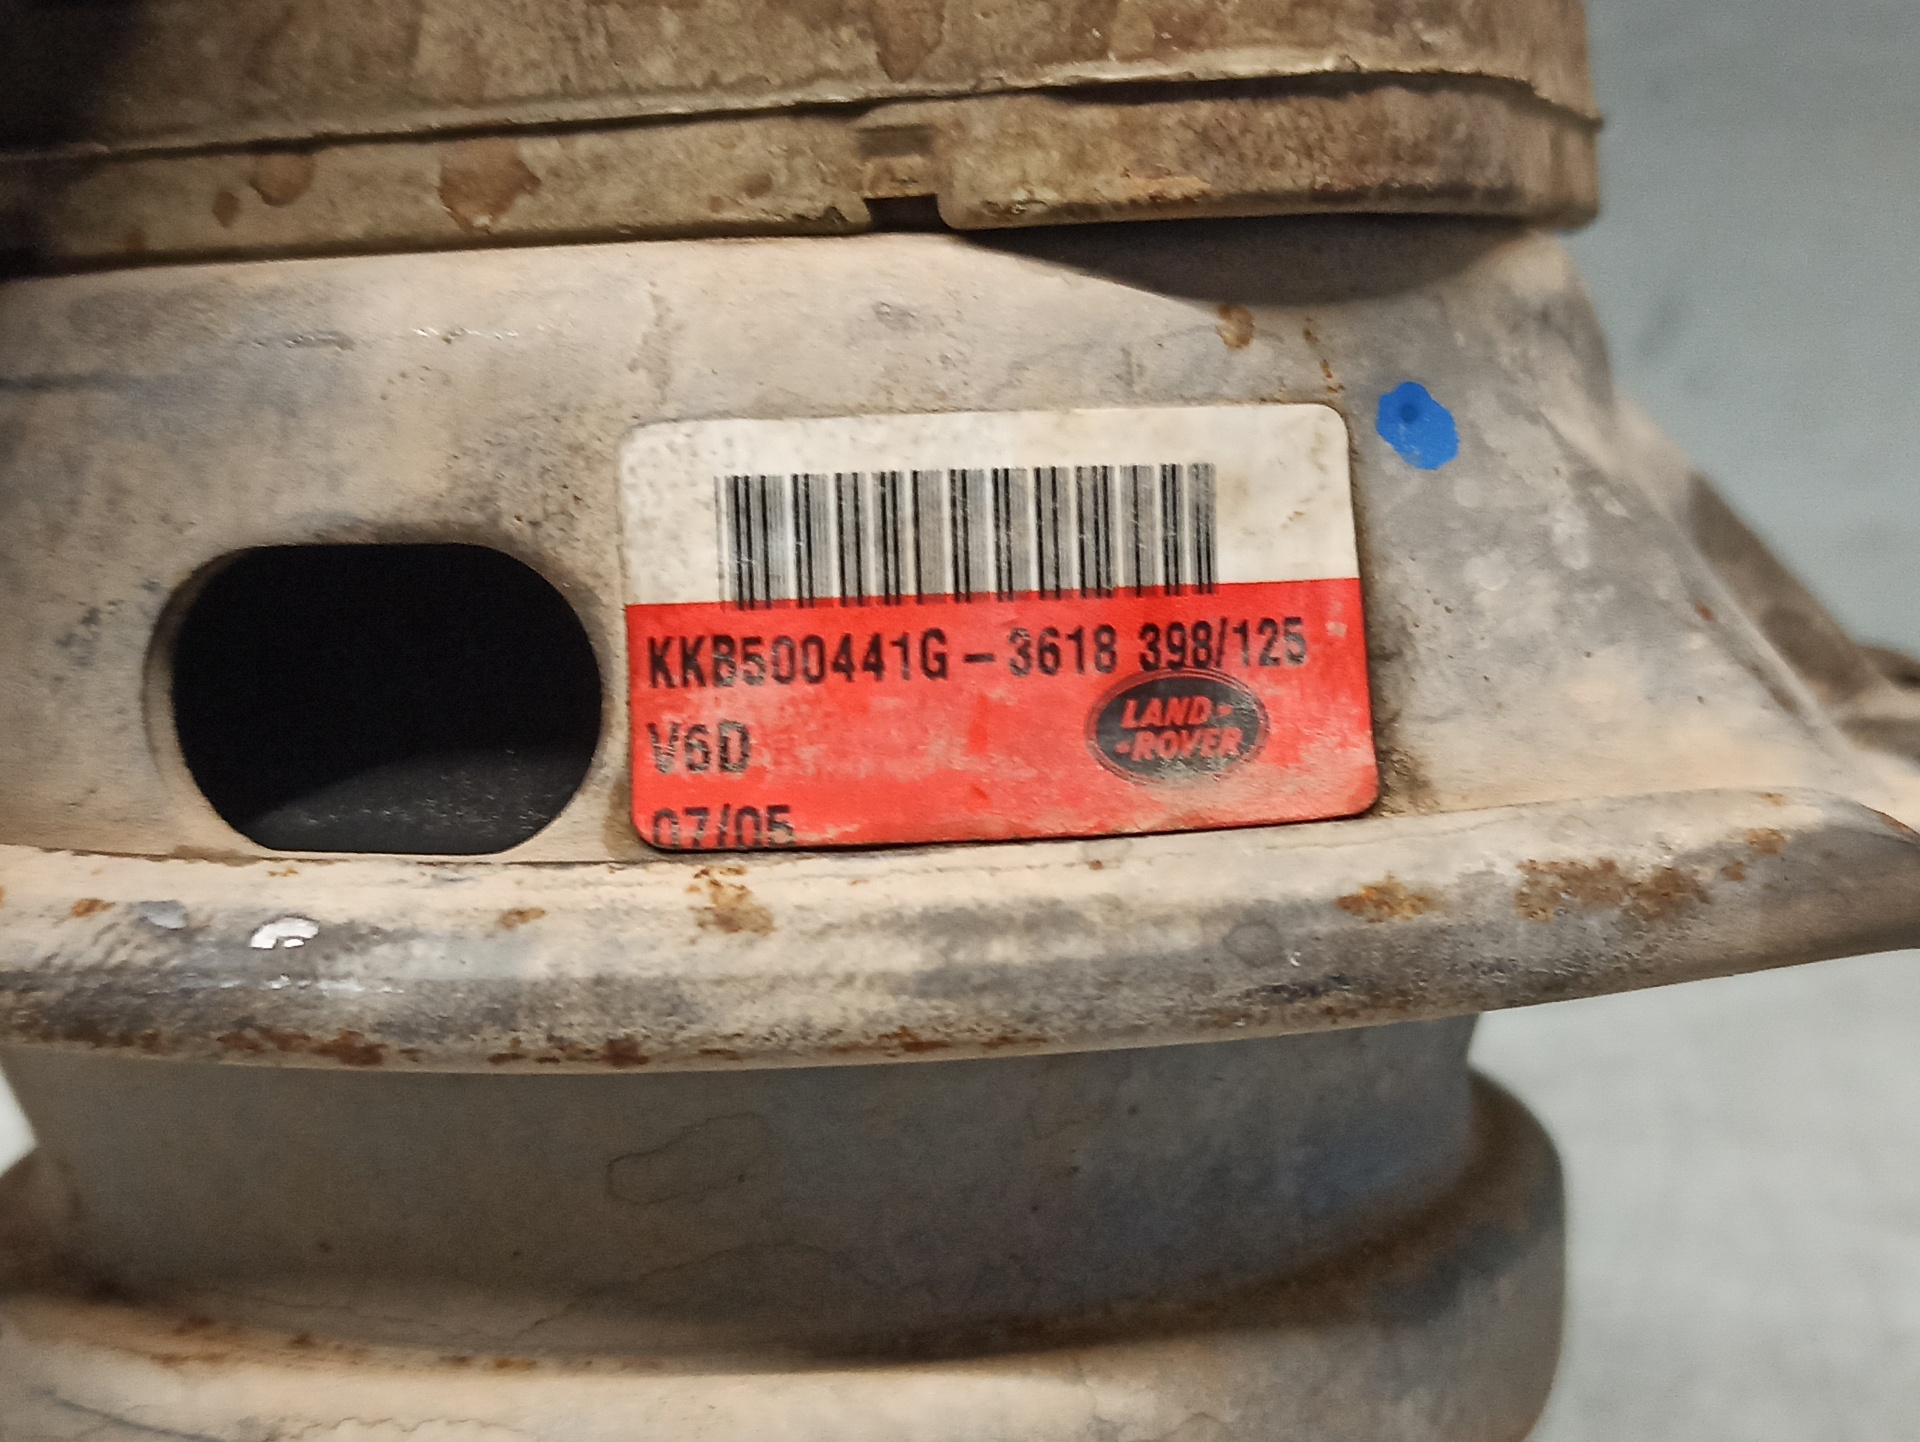 KKB500441G - 3618 398/125
LAND-
-ROVER
V6D
07/05